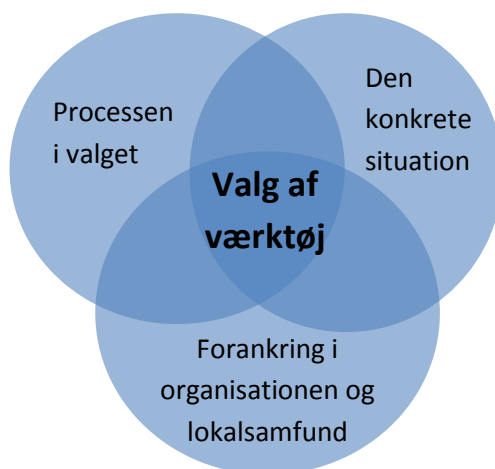 Processen
i valget
Den
konkrete
situation
Valg af
værktøj
Forankring i
organisationen og
lokalsamfund